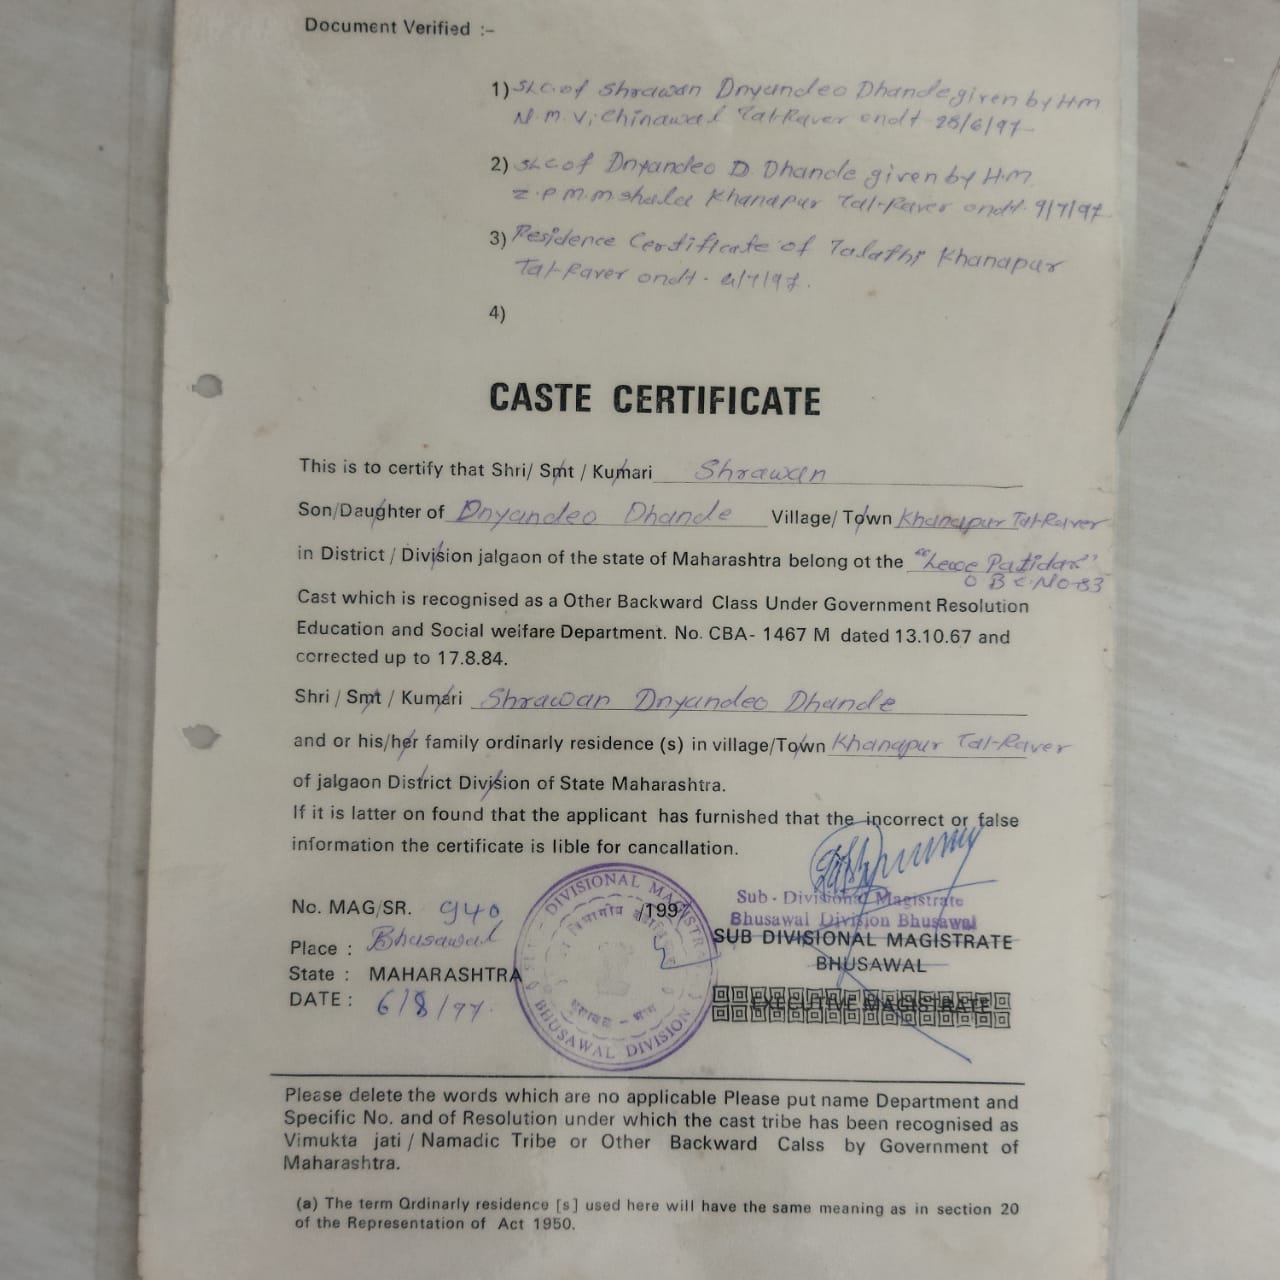 Document Verified :-
1) SLC of Shrawan Dnyandeo Dhande given by H.M.
N.M.V. Chinawal Tal-Raver ondt 28/6/97
2) SLC of Dnyandeo D. Dhande given by H.M.
Z.P.M.M shala Khanapur Tal-Raver ondt. 9/7/97
3) Residence Certificate of Talathi Khanapur
Tal-Raver ondt.
4)
CASTE CERTIFICATE
This is to certify that Shri/ Smt / Kumari Shrawan
Son/Daughter of Dnyandeo Dhande Village/ Town Khanapur Tal-Raver
in District / Division jalgaon of the state of Maharashtra belong ot the "Lewe Patidar"
O B C. NO-83
Cast which is recognised as a Other Backward Class Under Government Resolution
Education and Social welfare Department. No. CBA- 1467 M dated 13.10.67 and
corrected up to 17.8.84.
Shri / Smt / Kumari Shrawan Dnyandeo Dhande
and or his/her family ordinarly residence (s) in village/Town Khanapur Tal-Raver
of jalgaon District Division of State Maharashtra.
If it is latter on found that the applicant has furnished that the incorrect or false
information the certificate is lible for cancallation.
No. MAG/SR. 940 /1997
Sub-Divisional Magistrate
Bhusawal Division Bhusawal
SUB DIVISIONAL MAGISTRATE
BHUSAWAL
EXECUTIVE MAGISTRATE
Place : Bhusawal
State : MAHARASHTRA
DATE : 6/8/97.
DIVISIONAL MAGISTR
BHUSAWAL DIVISION
Please delete the words which are no applicable Please put name Department and
Specific No. and of Resolution under which the cast tribe has been recognised as
Vimukta jati / Namadic Tribe or Other Backward Calss by Government of
Maharashtra.
(a) The term Ordinarly residence [s] used here will have the same meaning as in section 20
of the Representation of Act 1950.